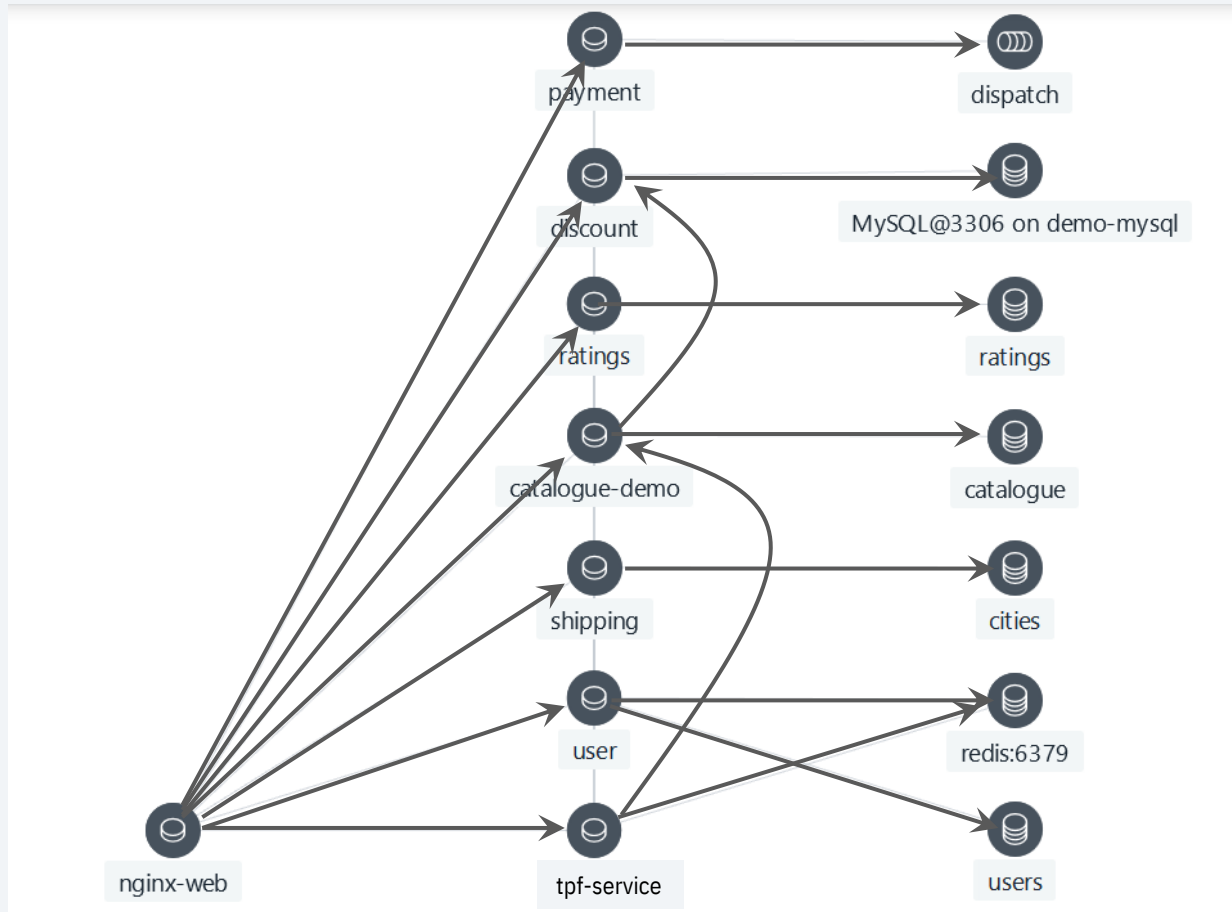 payment
dispatch
discount
MySQL@3306 on demo-mysql
ratings
ratings
catalogue-demo
catalogue
shipping
cities
user
redis:6379
nginx-web
tpf-service
users